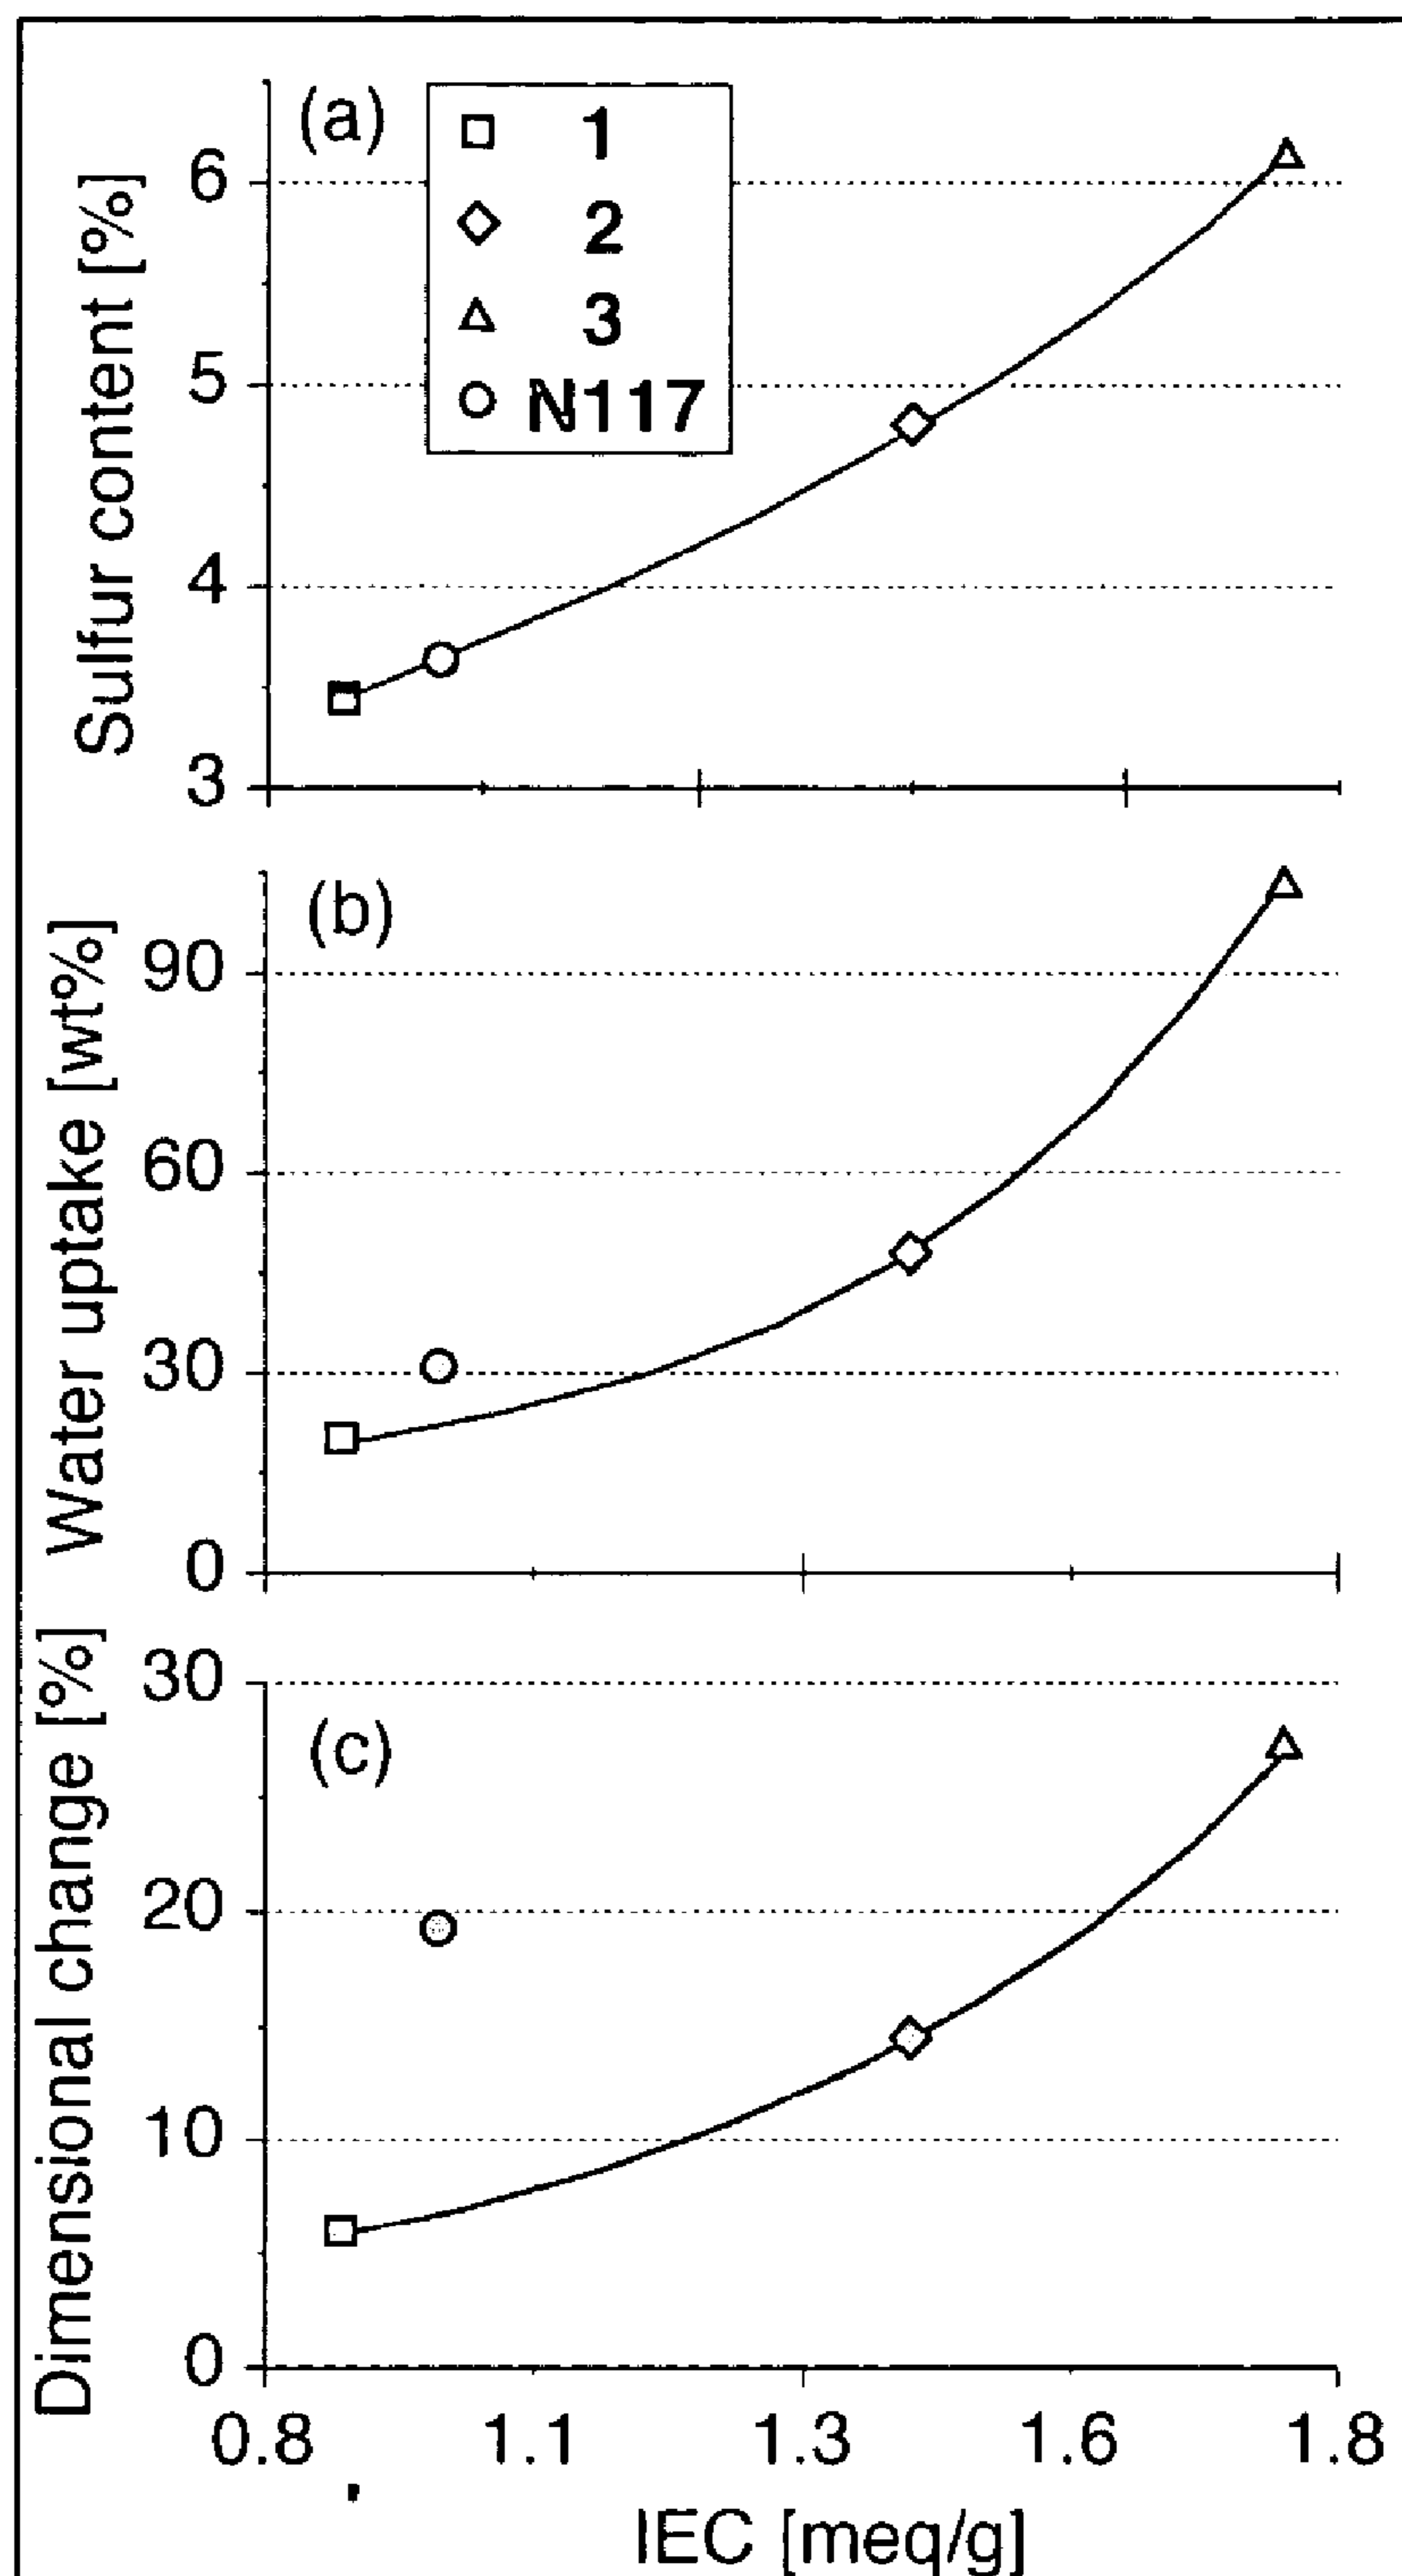 (a)
1
2
3
N117
Sulfur content [%]
6
5
4
3
(b)
Water uptake [wt%]
90
60
30
0
(c)
Dimensional change [%]
30
20
10
0
0.8 1.1 1.3 1.6 1.8
IEC [meq/g]